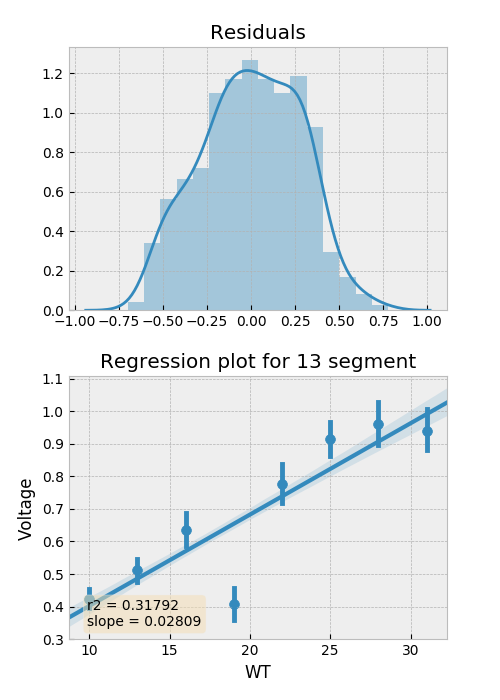 Residuals
1.2
1.0
0.8
0.6
0.4
0.2
0.0
−1.00 −0.75 −0.50 −0.25 0.00 0.25 0.50 0.75 1.00
Regression plot for 13 segment
1.1
1.0
0.9
0.8
0.7
0.6
0.5
0.4
0.3
Voltage
r2 = 0.31792
slope = 0.02809
10 15 20 25 30
WT